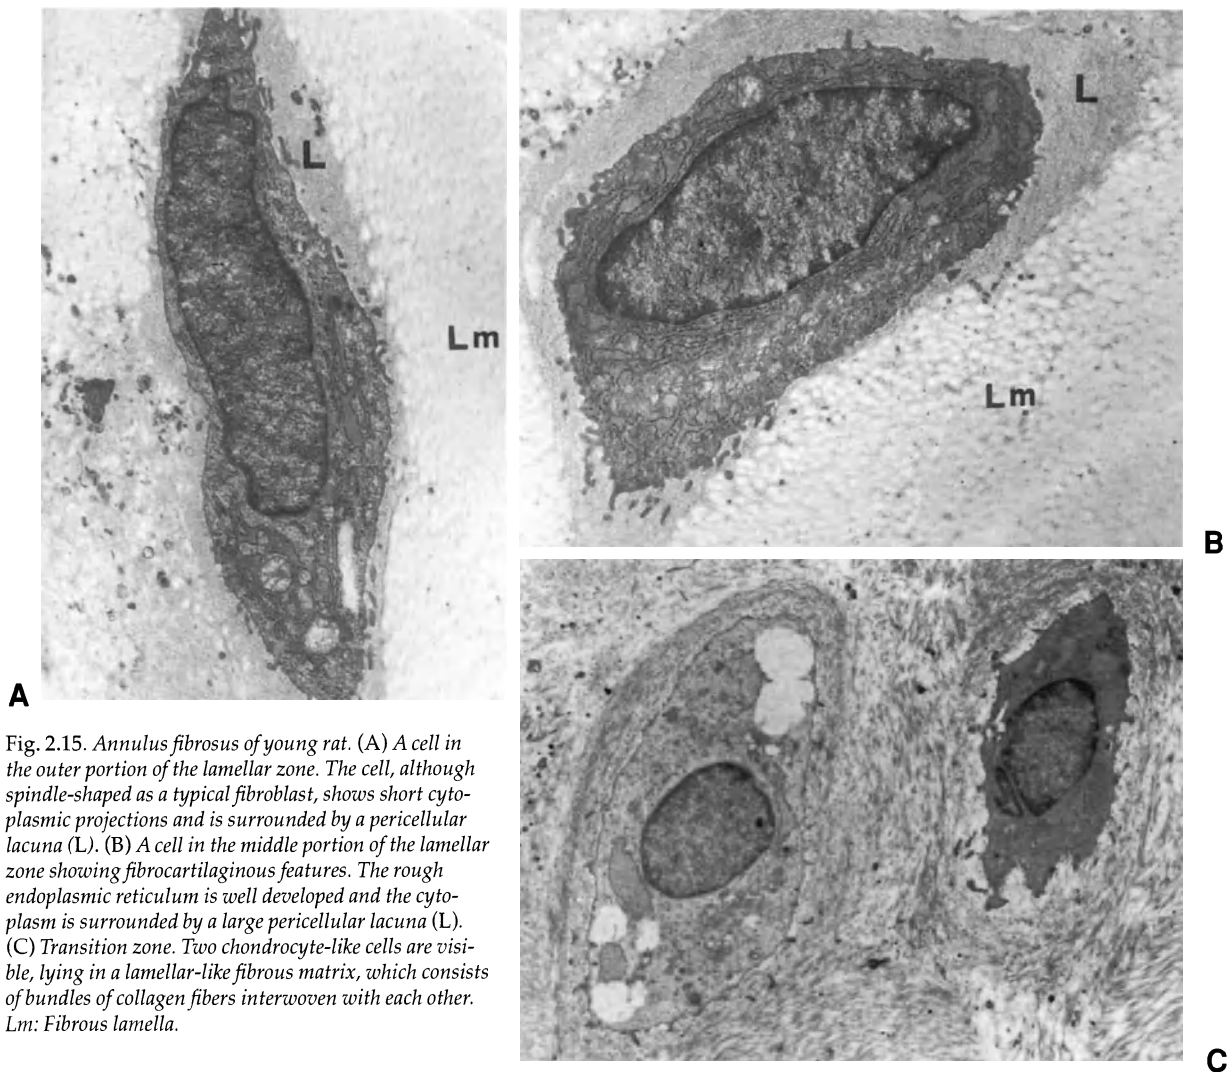 L
Lm
A
L
Lm
B
C
Fig. 2.15. Annulus fibrosus of young rat. (A) A cell in
the outer portion of the lamellar zone. The cell, although
spindle-shaped as a typical fibroblast, shows short cyto-
plasmic projections and is surrounded by a pericellular
lacuna (L). (B) A cell in the middle portion of the lamellar
zone showing fibrocartilaginous features. The rough
endoplasmic reticulum is well developed and the cyto-
plasm is surrounded by a large pericellular lacuna (L).
(C) Transition zone. Two chondrocyte-like cells are visi-
ble, lying in a lamellar-like fibrous matrix, which consists
of bundles of collagen fibers interwoven with each other.
Lm: Fibrous lamella.